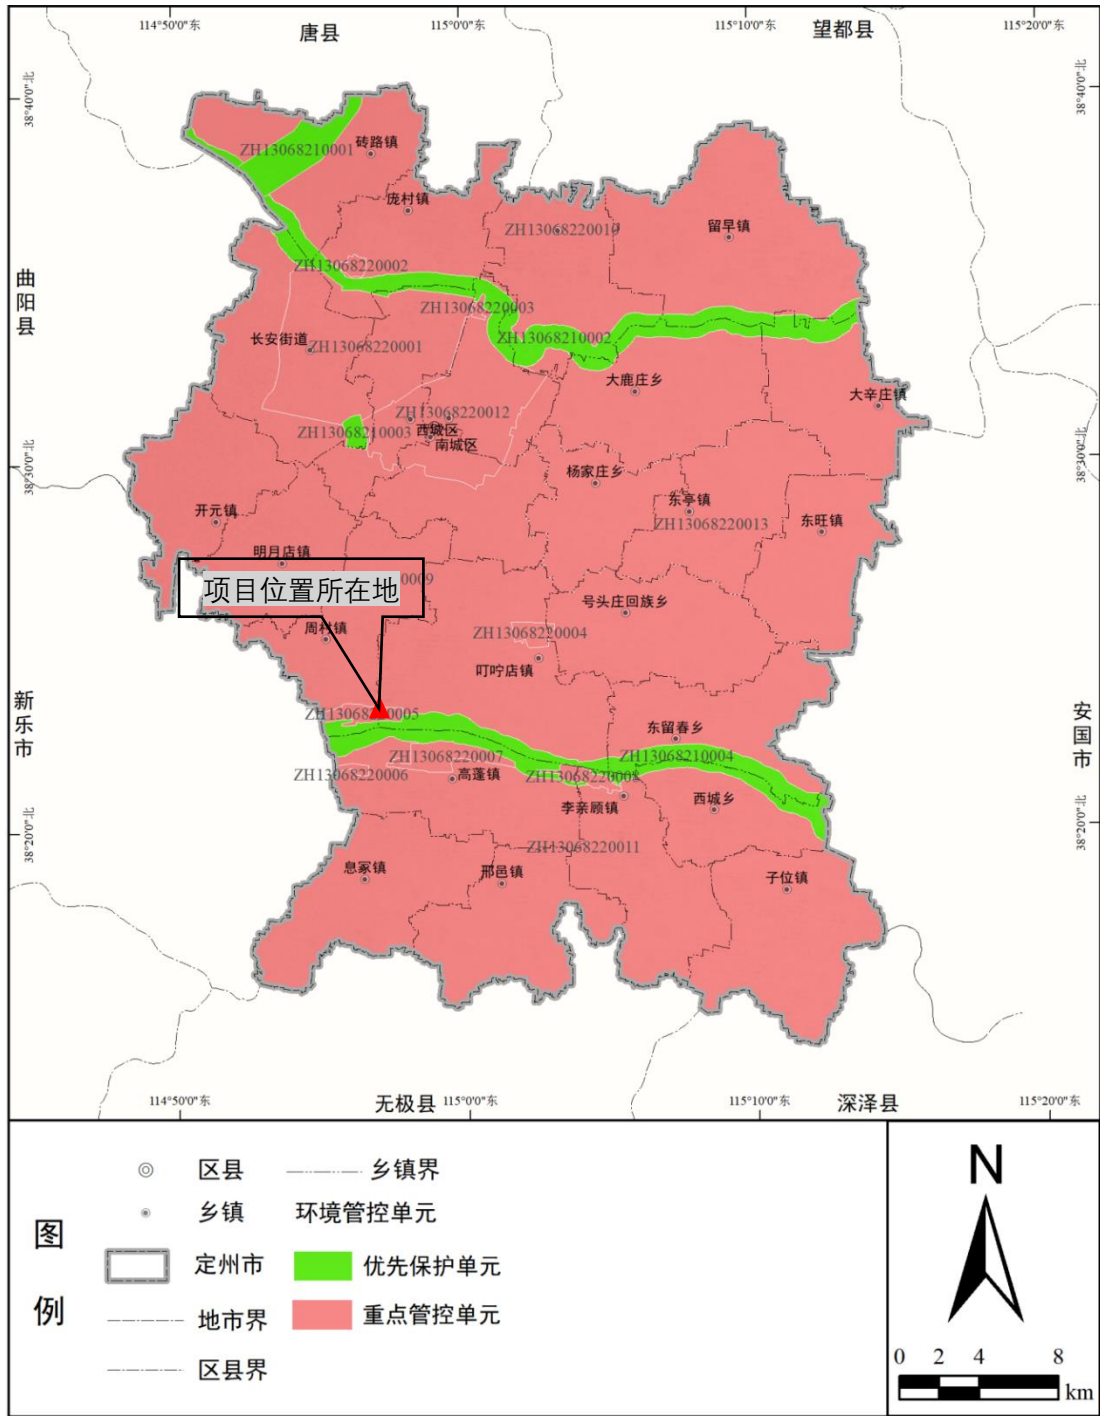 114°50′0″东
115°0′0″东
115°10′0″东
115°20′0″东
唐县
望都县
38°40′0″北
38°40′0″北
ZH13068210001
砖路镇
庞村镇
ZH13068220010
留早镇
曲阳县
ZH13068220002
ZH13068220003
长安街道
ZH13068220001
ZH13068210002
大鹿庄乡
大辛庄镇
ZH13068220012
ZH13068210003
西城区
南城区
38°30′0″北
38°30′0″北
杨家庄乡
东亭镇
ZH13068220013
东旺镇
开元镇
明月店镇
项目位置所在地
号头庄回族乡
周村镇
ZH13068220004
叮咛店镇
新乐市
安国市
东留春乡
ZH13068220007
ZH13068210004
ZH13068220006
高蓬镇
ZH13068220008
李亲顾镇
西城乡
38°20′0″北
38°20′0″北
ZH13068220011
息冢镇
邢邑镇
子位镇
114°50′0″东
115°0′0″东
115°10′0″东
115°20′0″东
无极县
深泽县
图例
区县
乡镇界
乡镇
环境管控单元
定州市
优先保护单元
地市界
重点管控单元
区县界
N
0 2 4 8
km